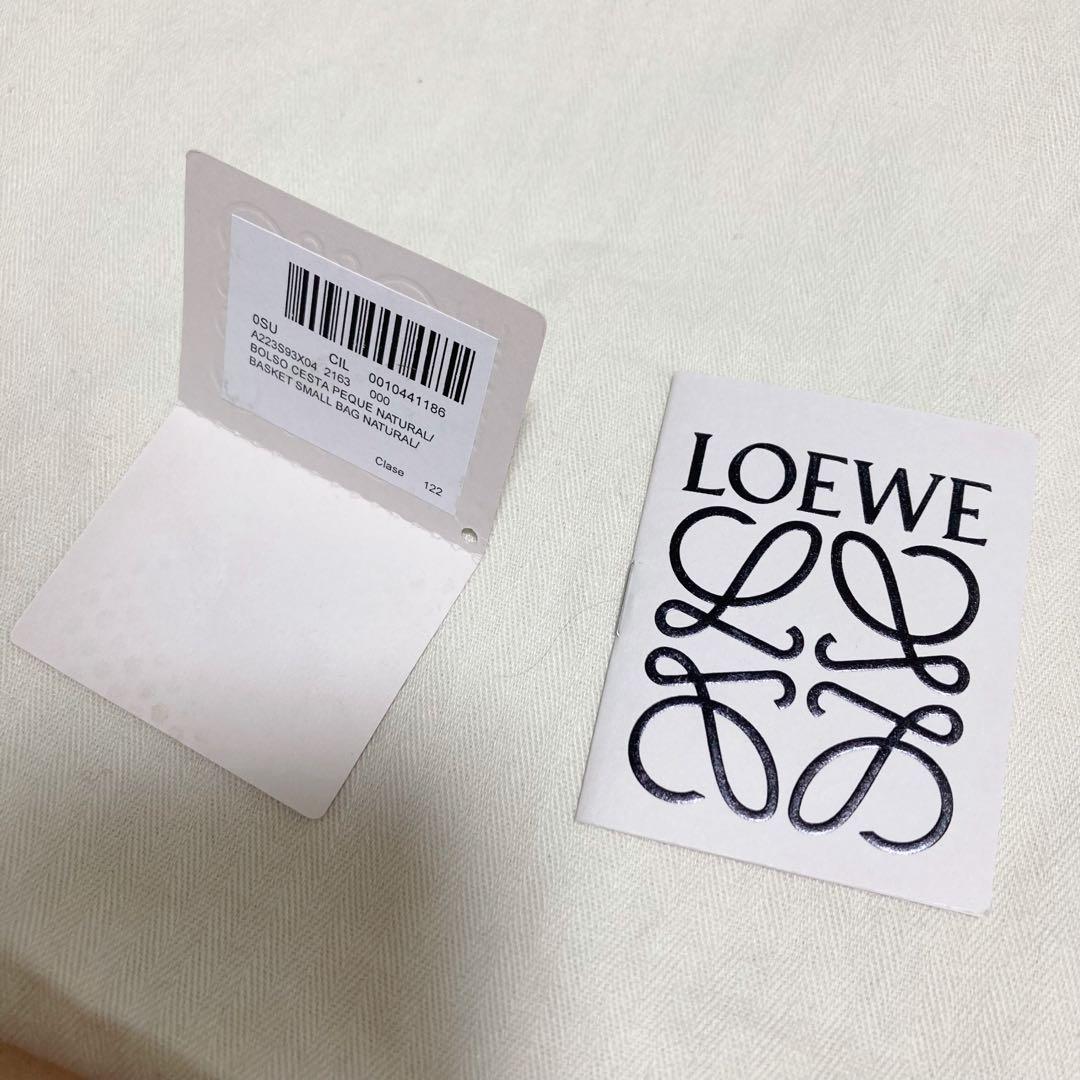 0SU CIL 0010441186
A223S93X04 2163 000
BOLSO CESTA PEQUE NATURAL/
BASKET SMALL BAG NATURAL/
Clase 122
LOEWE